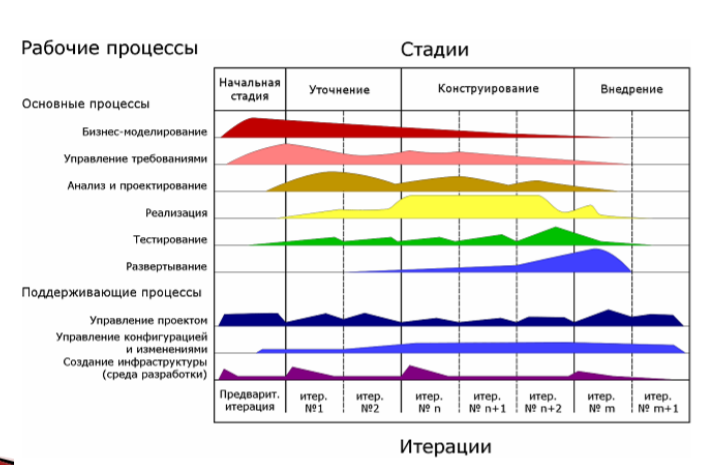 Рабочие процессы
Стадии
Начальная
стадия
Уточнение
Конструирование
Внедрение
Основные процессы
Бизнес-моделирование
Управление требованиями
Анализ и проектирование
Реализация
Тестирование
Развертывание
Поддерживающие процессы
Управление проектом
Управление конфигурацией
и изменениями
Создание инфраструктуры
(среда разработки)
Предварит.
итерация
итер.
№1
итер.
№2
итер.
№ n
итер.
№ n+1
итер.
№ n+2
итер.
№ m
итер.
№ m+1
Итерации